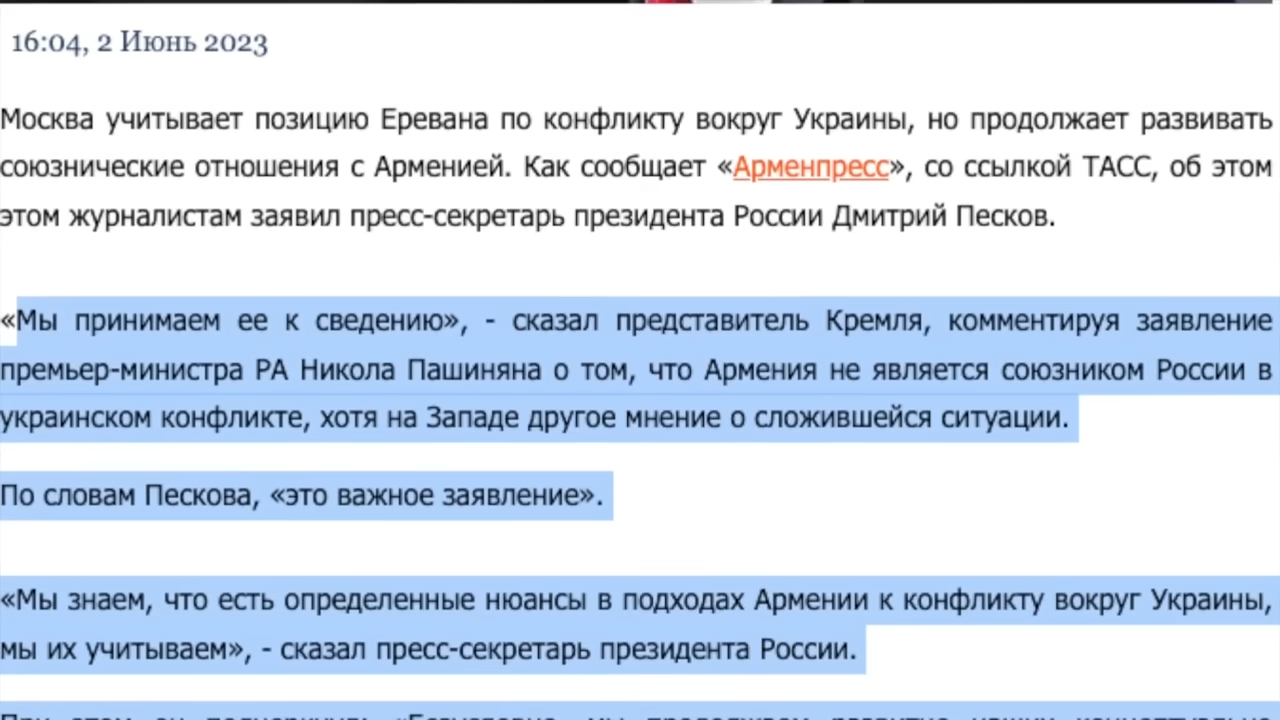 16:04, 2 Июнь 2023
Москва учитывает позицию Еревана по конфликту вокруг Украины, но продолжает развивать
союзнические отношения с Арменией. Как сообщает «Арменпресс», со ссылкой ТАСС, об этом
этом журналистам заявил пресс-секретарь президента России Дмитрий Песков.
«Мы принимаем ее к сведению», - сказал представитель Кремля, комментируя заявление
премьер-министра РА Никола Пашиняна о том, что Армения не является союзником России в
украинском конфликте, хотя на Западе другое мнение о сложившейся ситуации.
По словам Пескова, «это важное заявление».
«Мы знаем, что есть определенные нюансы в подходах Армении к конфликту вокруг Украины,
мы их учитываем», - сказал пресс-секретарь президента России.